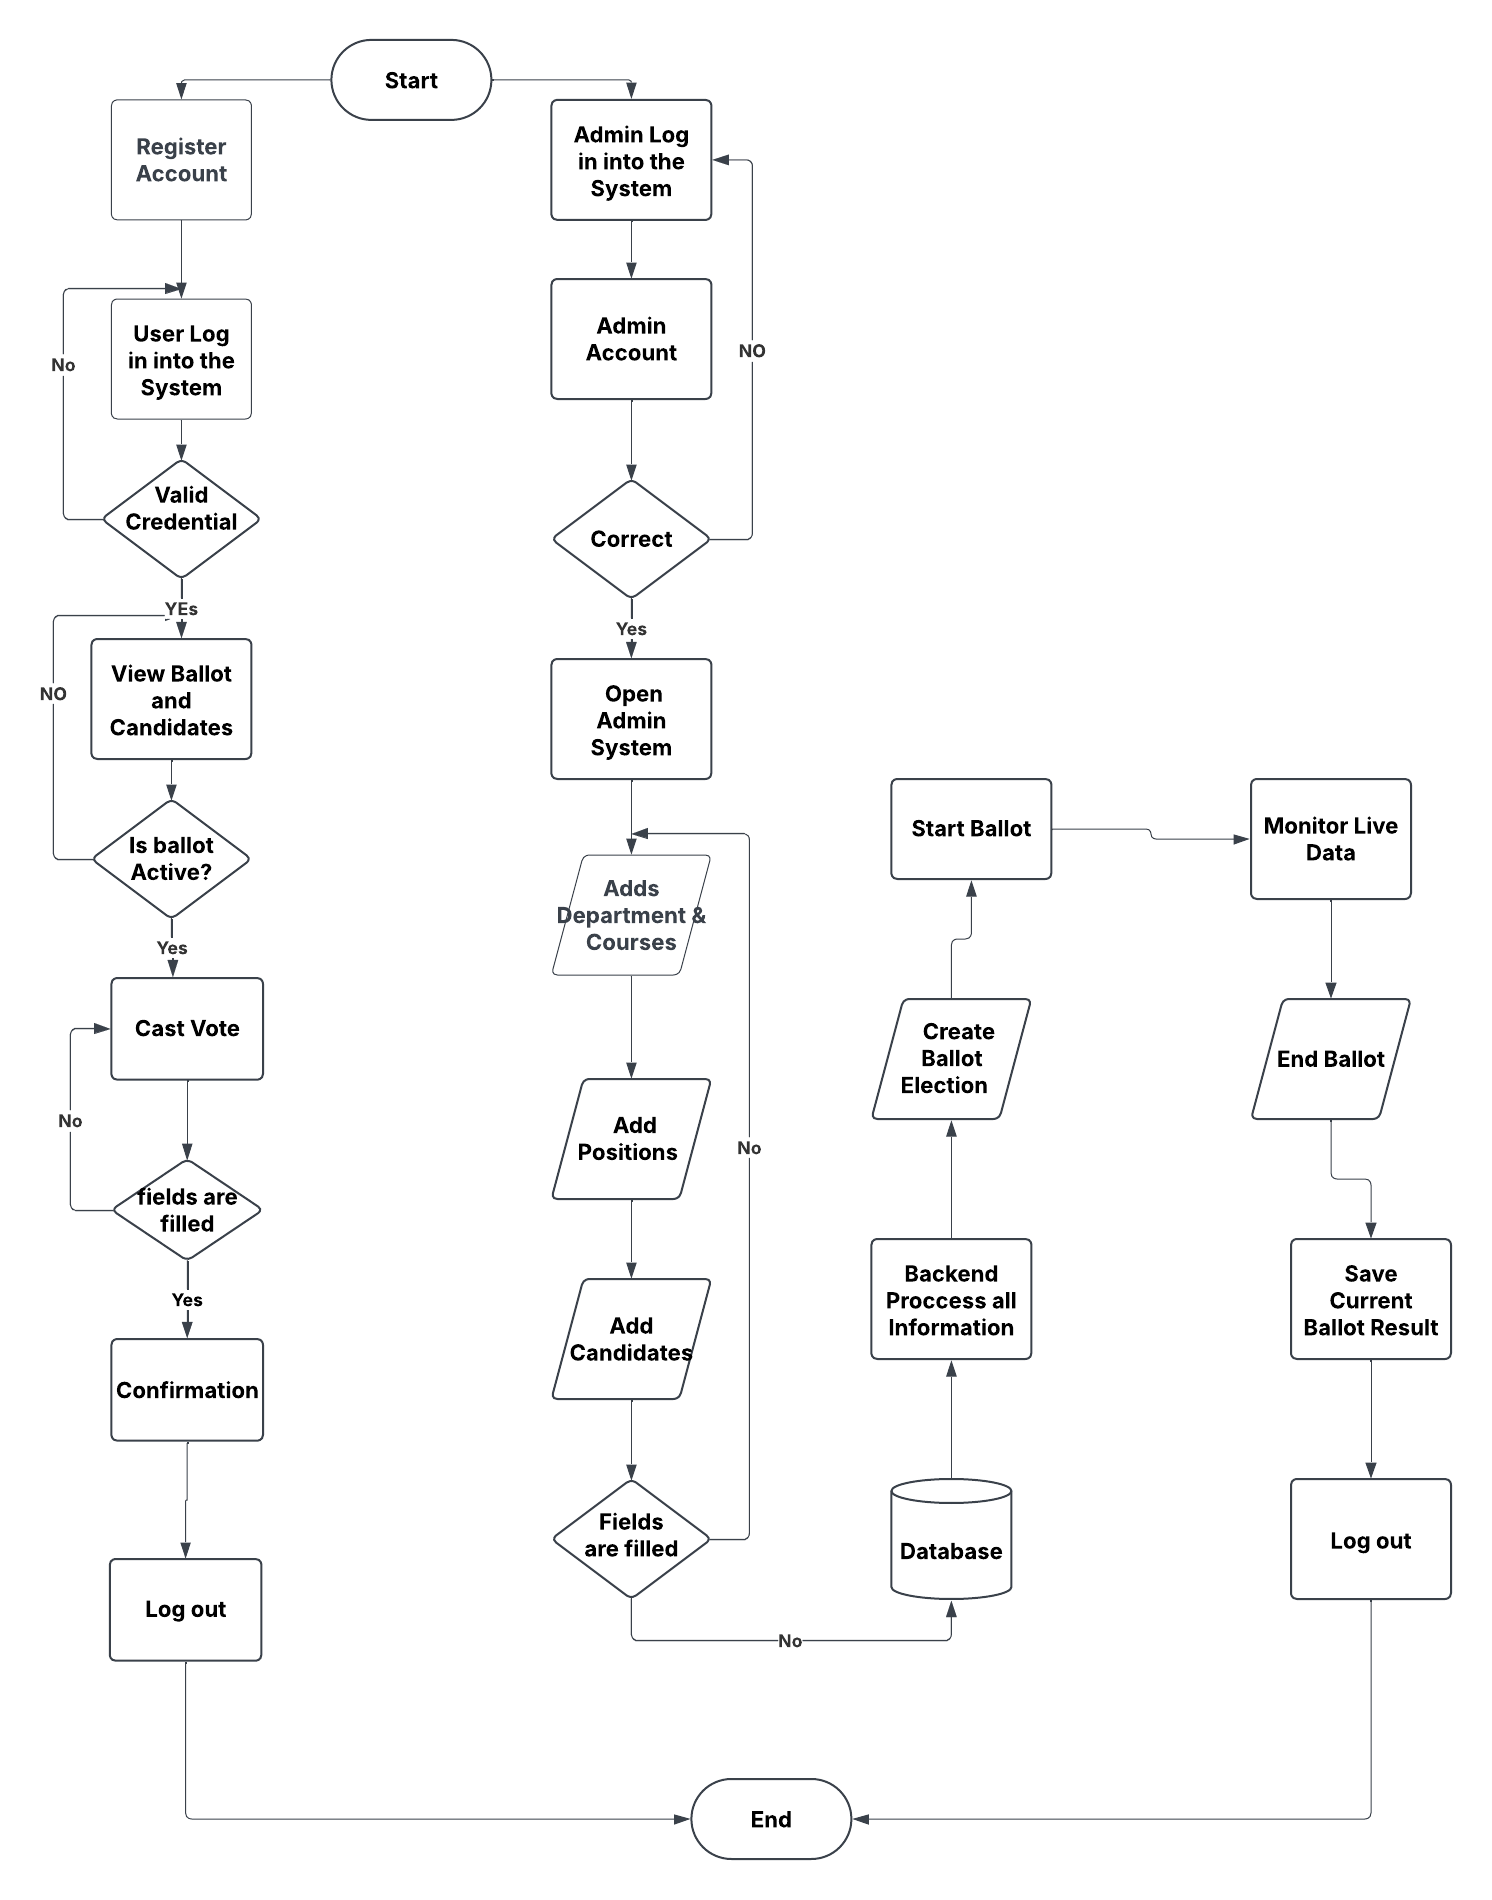 Start
Register
Account
No
User Log
in into the
System
Valid
Credential
YEs
NO
View Ballot
and
Candidates
Is ballot
Active?
Yes
Cast Vote
No
fields are
filled
Yes
Confirmation
Log out
Admin Log
in into the
System
Admin
Account
NO
Correct
Yes
Open
Admin
System
Adds
Department &
Courses
Add
Positions
No
Add
Candidates
Fields
are filled
No
Database
Backend
Proccess all
Information
Create
Ballot
Election
Start Ballot
Monitor Live
Data
End Ballot
Save
Current
Ballot Result
Log out
End